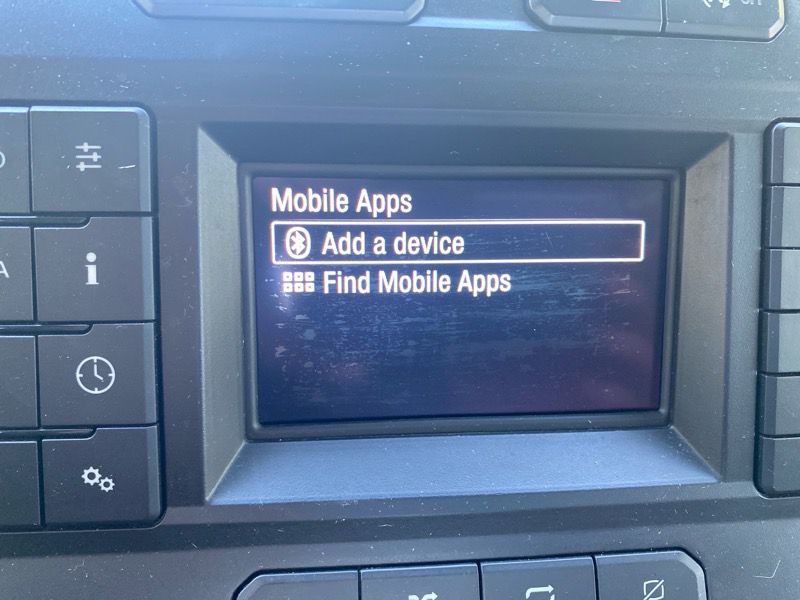 Mobile Apps
Add a device
Find Mobile Apps
A
i